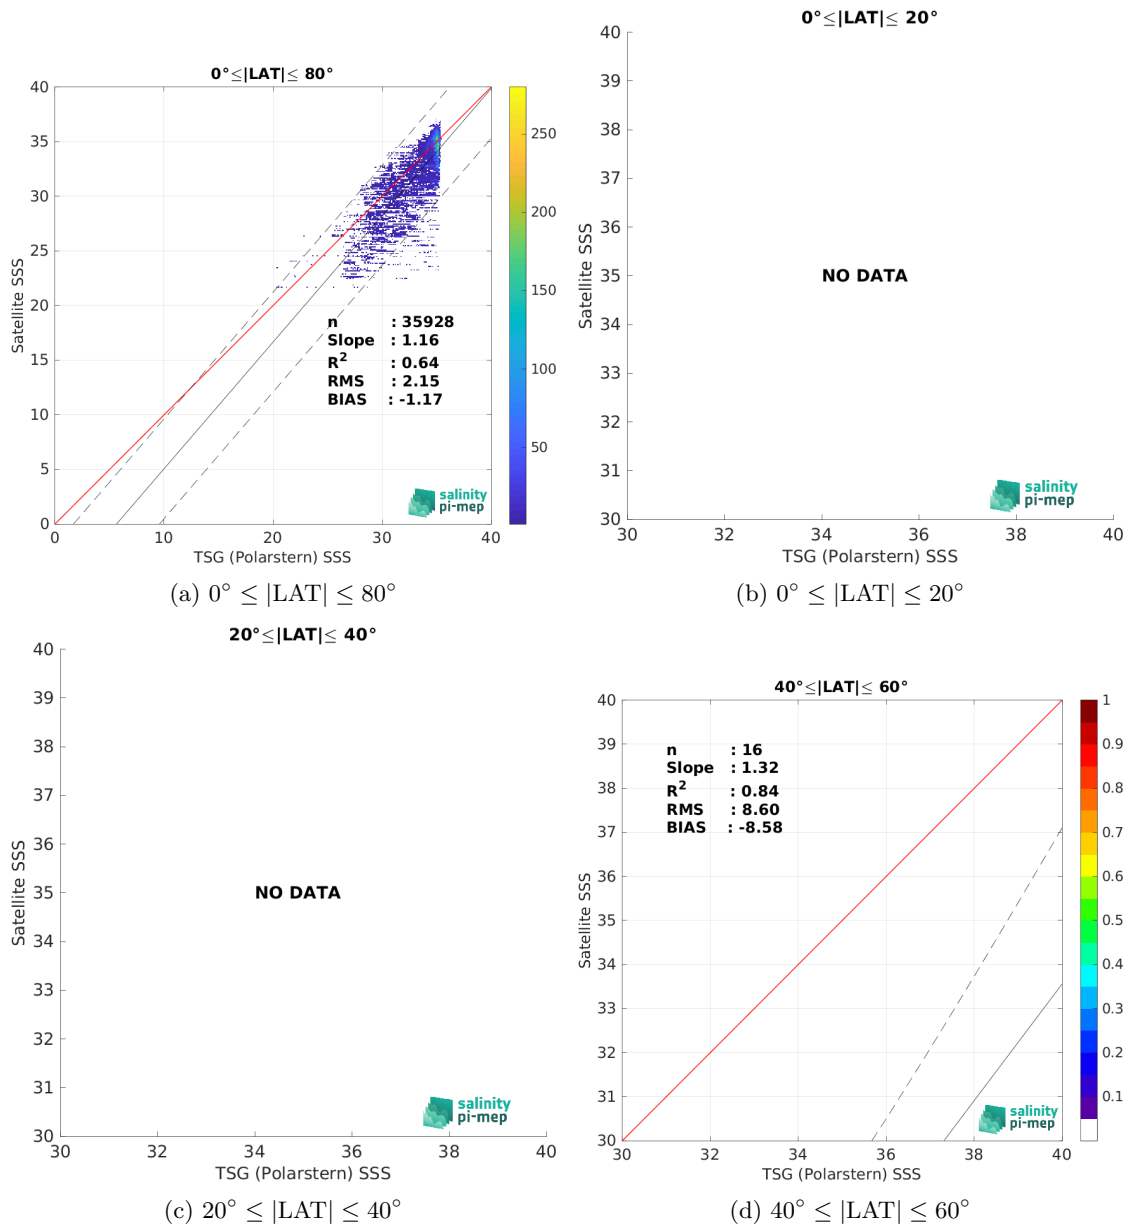 0°≤|LAT|≤ 80°
40
35
30
25
20
15
10
5
0
Satellite SSS
n : 35928
Slope : 1.16
R² : 0.64
RMS : 2.15
BIAS : -1.17
salinity
pi-mep
0 10 20 30 40
TSG (Polarstern) SSS
250
200
150
100
50
(a) 0° ≤ |LAT| ≤ 80°
0°≤|LAT|≤ 20°
40
39
38
37
36
35
34
33
32
31
30
Satellite SSS
NO DATA
salinity
pi-mep
30 32 34 36 38 40
TSG (Polarstern) SSS
(b) 0° ≤ |LAT| ≤ 20°
20°≤|LAT|≤ 40°
40
39
38
37
36
35
34
33
32
31
30
Satellite SSS
NO DATA
salinity
pi-mep
30 32 34 36 38 40
TSG (Polarstern) SSS
(c) 20° ≤ |LAT| ≤ 40°
40°≤|LAT|≤ 60°
40
39
38
37
36
35
34
33
32
31
30
Satellite SSS
n : 16
Slope : 1.32
R² : 0.84
RMS : 8.60
BIAS : -8.58
salinity
pi-mep
30 32 34 36 38 40
TSG (Polarstern) SSS
1
0.9
0.8
0.7
0.6
0.5
0.4
0.3
0.2
0.1
(d) 40° ≤ |LAT| ≤ 60°